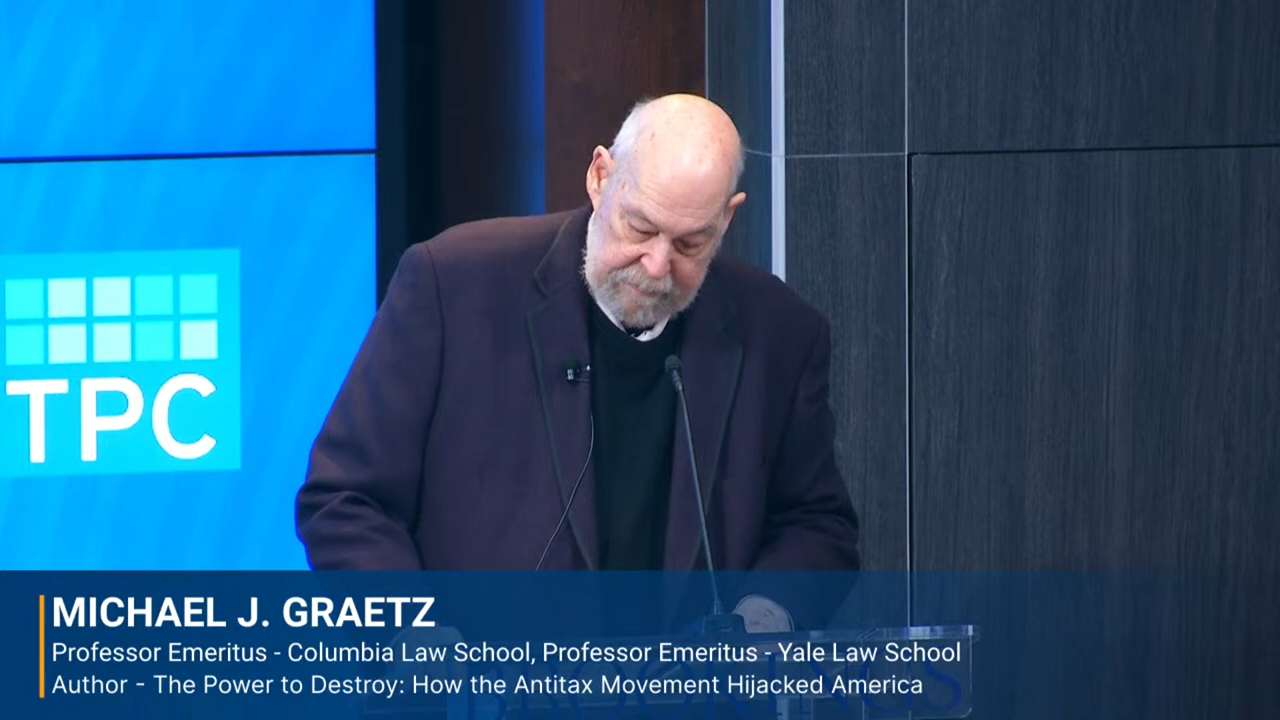 TPC
MICHAEL J. GRAETZ
Professor Emeritus - Columbia Law School, Professor Emeritus - Yale Law School
Author - The Power to Destroy: How the Antitax Movement Hijacked America
BROOKINGS